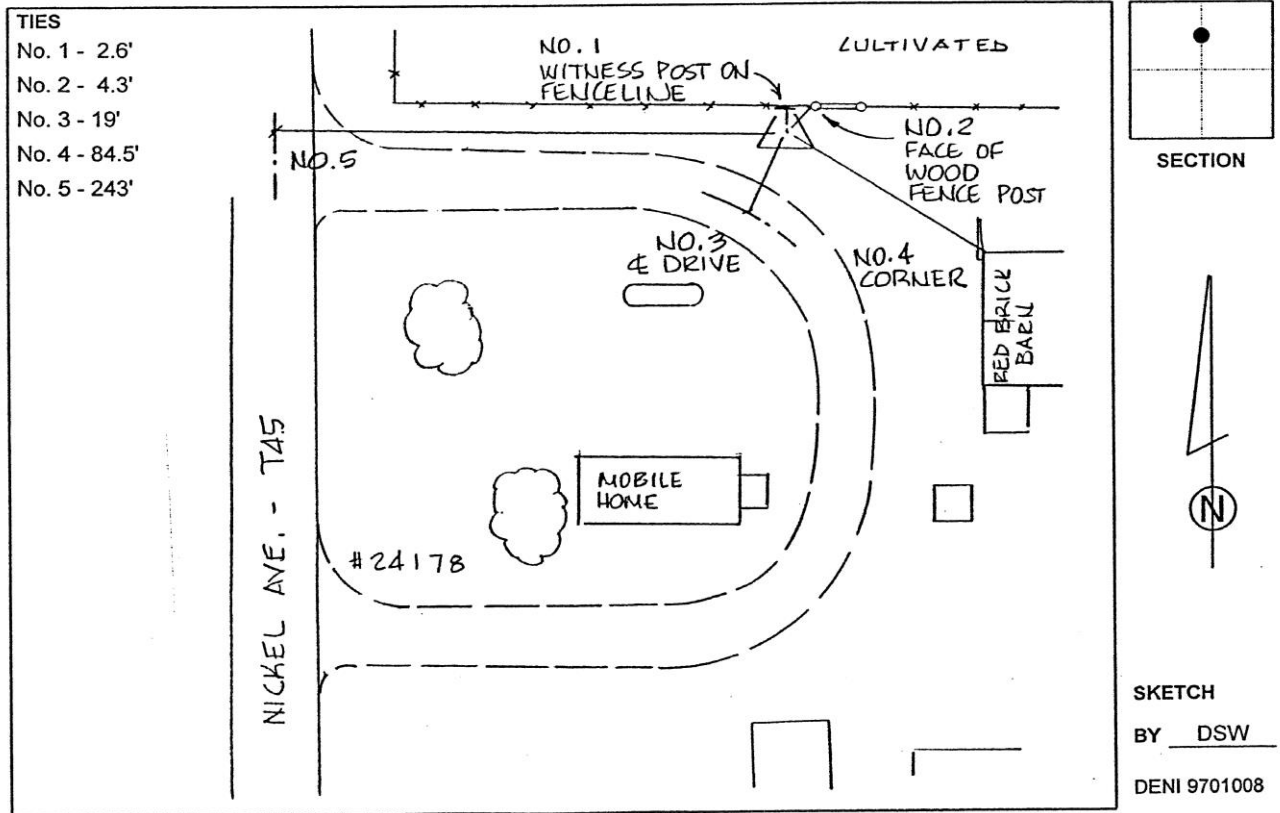 TIES
No. 1 - 2.6'
No. 2 - 4.3'
No. 3 - 19'
No. 4 - 84.5'
No. 5 - 243'
NO. 1
WITNESS POST ON
FENCELINE
CULTIVATED
NO. 2
FACE OF
WOOD
FENCE POST
NO. 5
NO. 3
℄ DRIVE
NO. 4
CORNER
RED BRICK
BARN
MOBILE
HOME
#24178
NICKEL AVE. - T45
SECTION
N
SKETCH
BY DSW
DENI 9701008